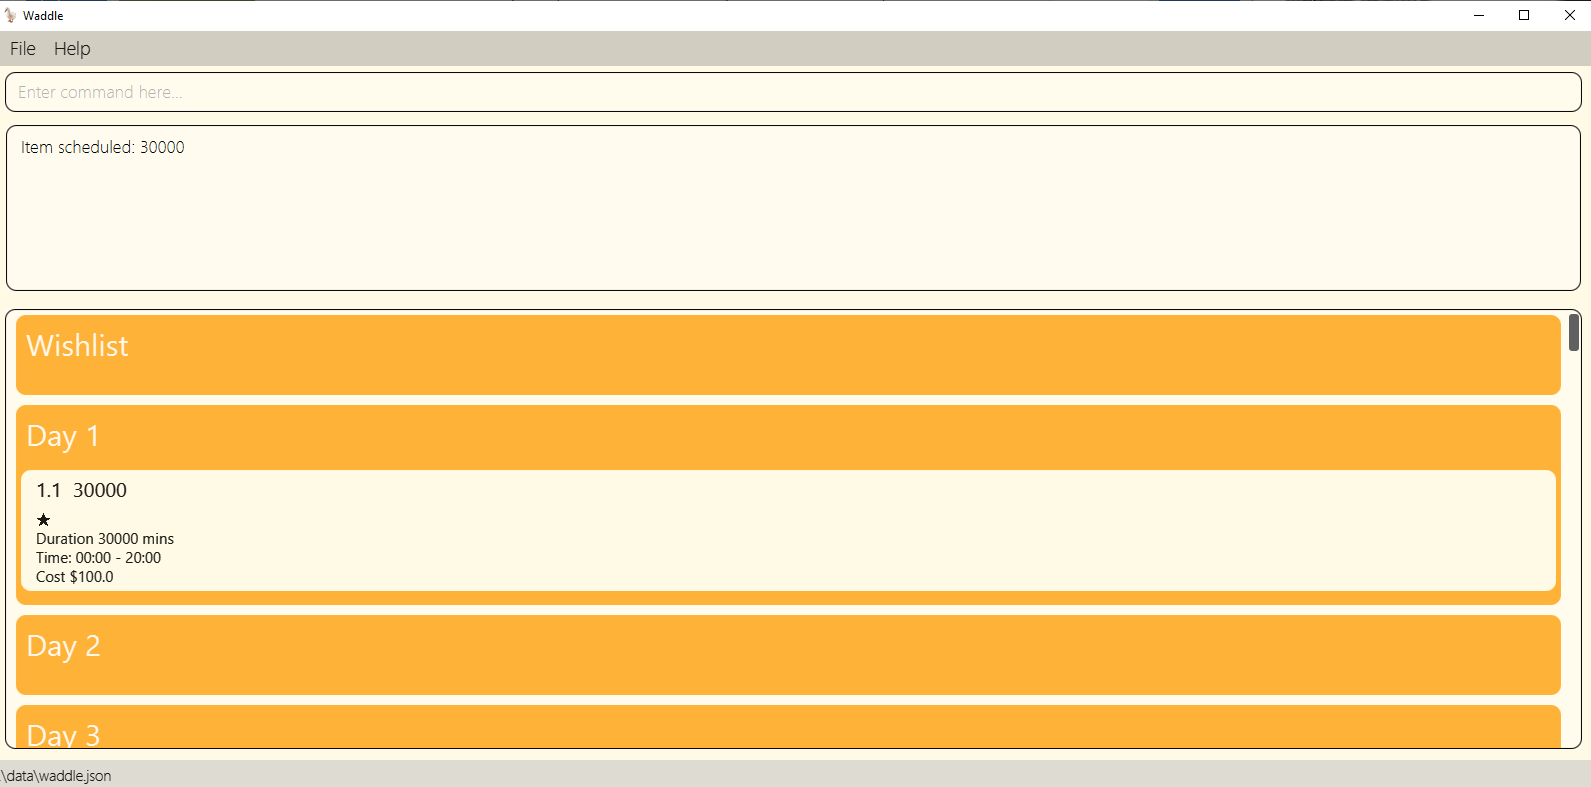 Waddle
File Help
Enter command here...
Item scheduled: 30000
Wishlist
Day 1
1.1 30000
★
Duration 30000 mins
Time: 00:00 - 20:00
Cost $100.0
Day 2
Day 3
\data\waddle.json